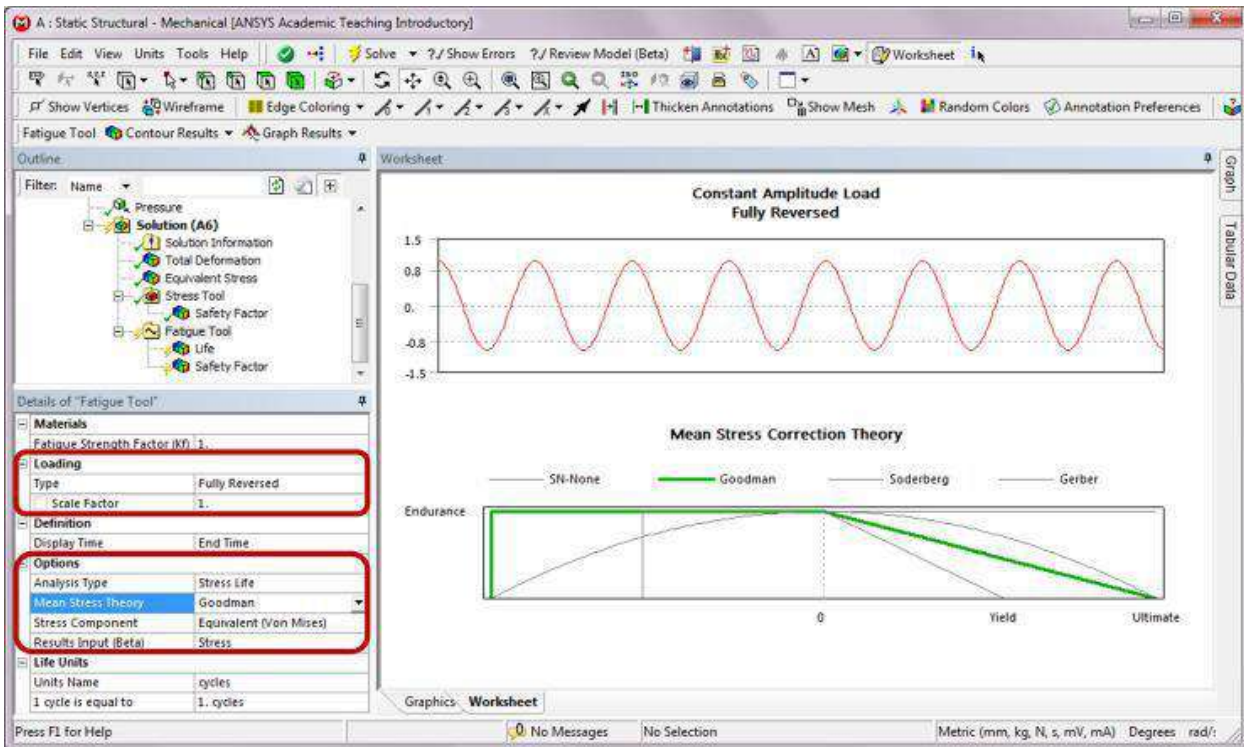 A : Static Structural - Mechanical [ANSYS Academic Teaching Introductory]
File Edit View Units Tools Help Solve ?/ Show Errors ?/ Review Model (Beta) A Worksheet
Show Vertices Wireframe Edge Coloring Thicken Annotations Show Mesh Random Colors Annotation Preferences
Fatigue Tool Contour Results Graph Results
Outline
Filter: Name
Pressure
Solution (A6)
Solution Information
Total Deformation
Equivalent Stress
Stress Tool
Safety Factor
Fatigue Tool
Life
Safety Factor
Details of "Fatigue Tool"
Materials
Fatigue Strength Factor (Kf) 1.
Loading
Type Fully Reversed
Scale Factor 1.
Definition
Display Time End Time
Options
Analysis Type Stress Life
Mean Stress Theory Goodman
Stress Component Equivalent (Von Mises)
Results Input (Beta) Stress
Life Units
Units Name cycles
1 cycle is equal to 1. cycles
Worksheet
Constant Amplitude Load
Fully Reversed
1.5
0.8
0.
-0.8
-1.5
Mean Stress Correction Theory
SN-None Goodman Soderberg Gerber
Endurance
0 Yield Ultimate
Graphics Worksheet
Graph
Tabular Data
Press F1 for Help 0 No Messages No Selection Metric (mm, kg, N, s, mV, mA) Degrees rad/s